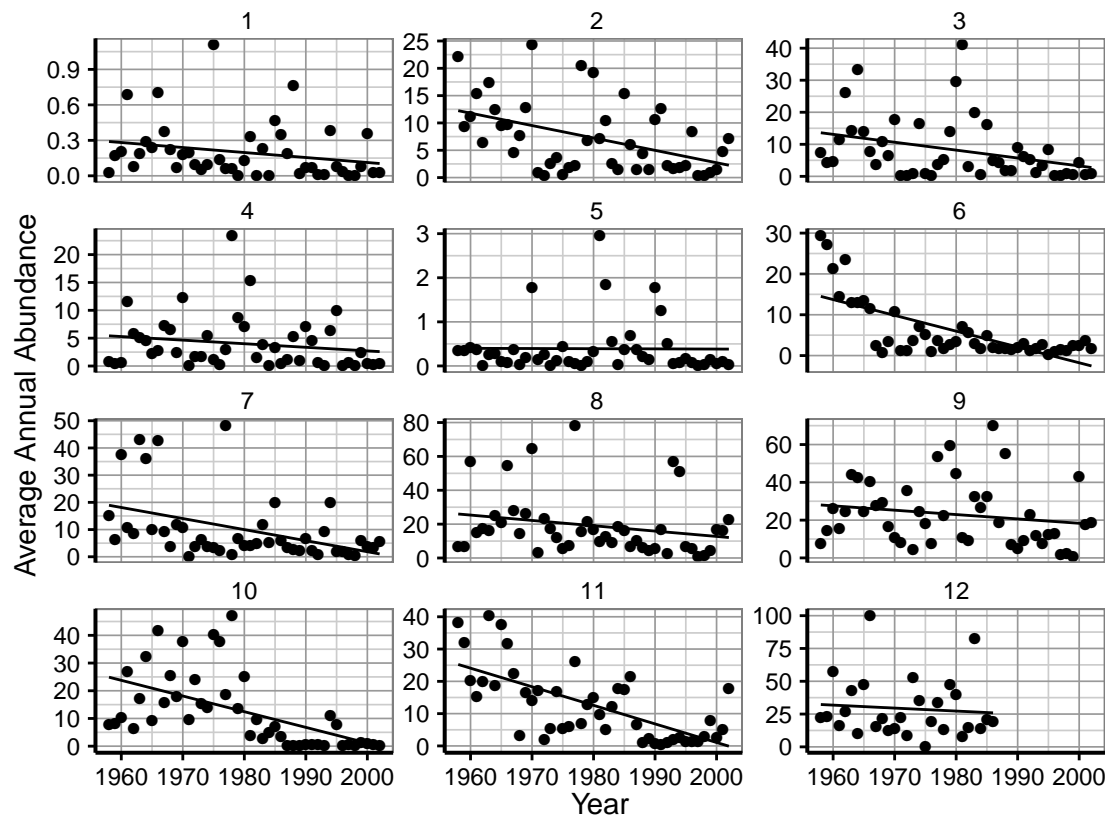 1 2 3
0.9 0.6 0.3 0.0
25 20 15 10 5 0
40 30 20 10 0
4 5 6
20 15 10 5 0
3 2 1 0
30 20 10 0
7 8 9
50 40 30 20 10 0
80 60 40 20 0
60 40 20 0
10 11 12
40 30 20 10 0
40 30 20 10 0
100 75 50 25 0
1960 1970 1980 1990 2000 1960 1970 1980 1990 2000 1960 1970 1980 1990 2000
Average Annual Abundance
Year